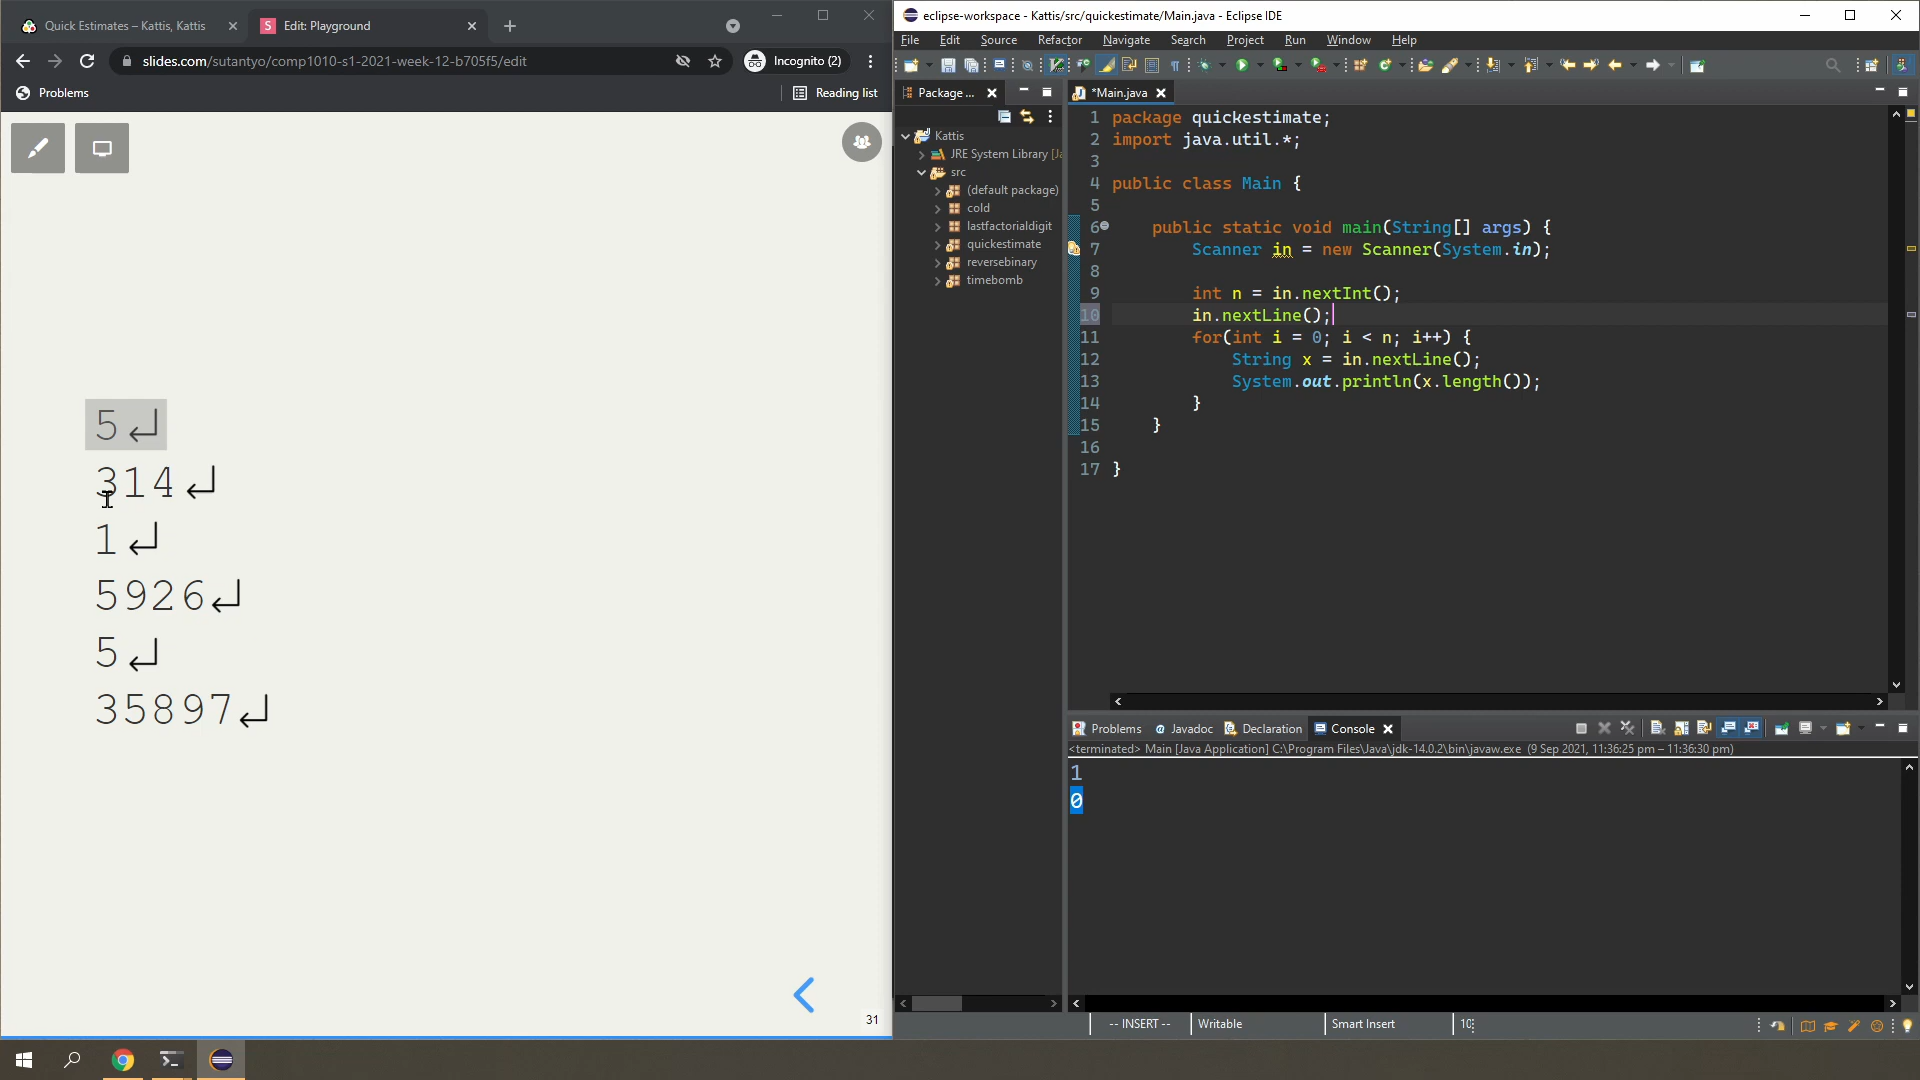 Quick Estimates – Kattis, Kattis
Edit: Playground
slides.com/sutantyo/comp1010-s1-2021-week-12-b705f5/edit
Incognito (2)
Problems
Reading list
5
314
1
5926
5
35897
31
eclipse-workspace - Kattis/src/quickestimate/Main.java - Eclipse IDE
File Edit Source Refactor Navigate Search Project Run Window Help
Package ...
Kattis
JRE System Library [Ja
src
(default package)
cold
lastfactorialdigit
quickestimate
reversebinary
timebomb
*Main.java
1 package quickestimate;
2 import java.util.*;
3
4 public class Main {
5
6 public static void main(String[] args) {
7 Scanner in = new Scanner(System.in);
8
9 int n = in.nextInt();
10 in.nextLine();
11 for(int i = 0; i < n; i++) {
12 String x = in.nextLine();
13 System.out.println(x.length());
14 }
15 }
16
17 }
Problems Javadoc Declaration Console
<terminated> Main [Java Application] C:\Program Files\Java\jdk-14.0.2\bin\javaw.exe (9 Sep 2021, 11:36:25 pm – 11:36:30 pm)
1
0
-- INSERT -- Writable Smart Insert 10